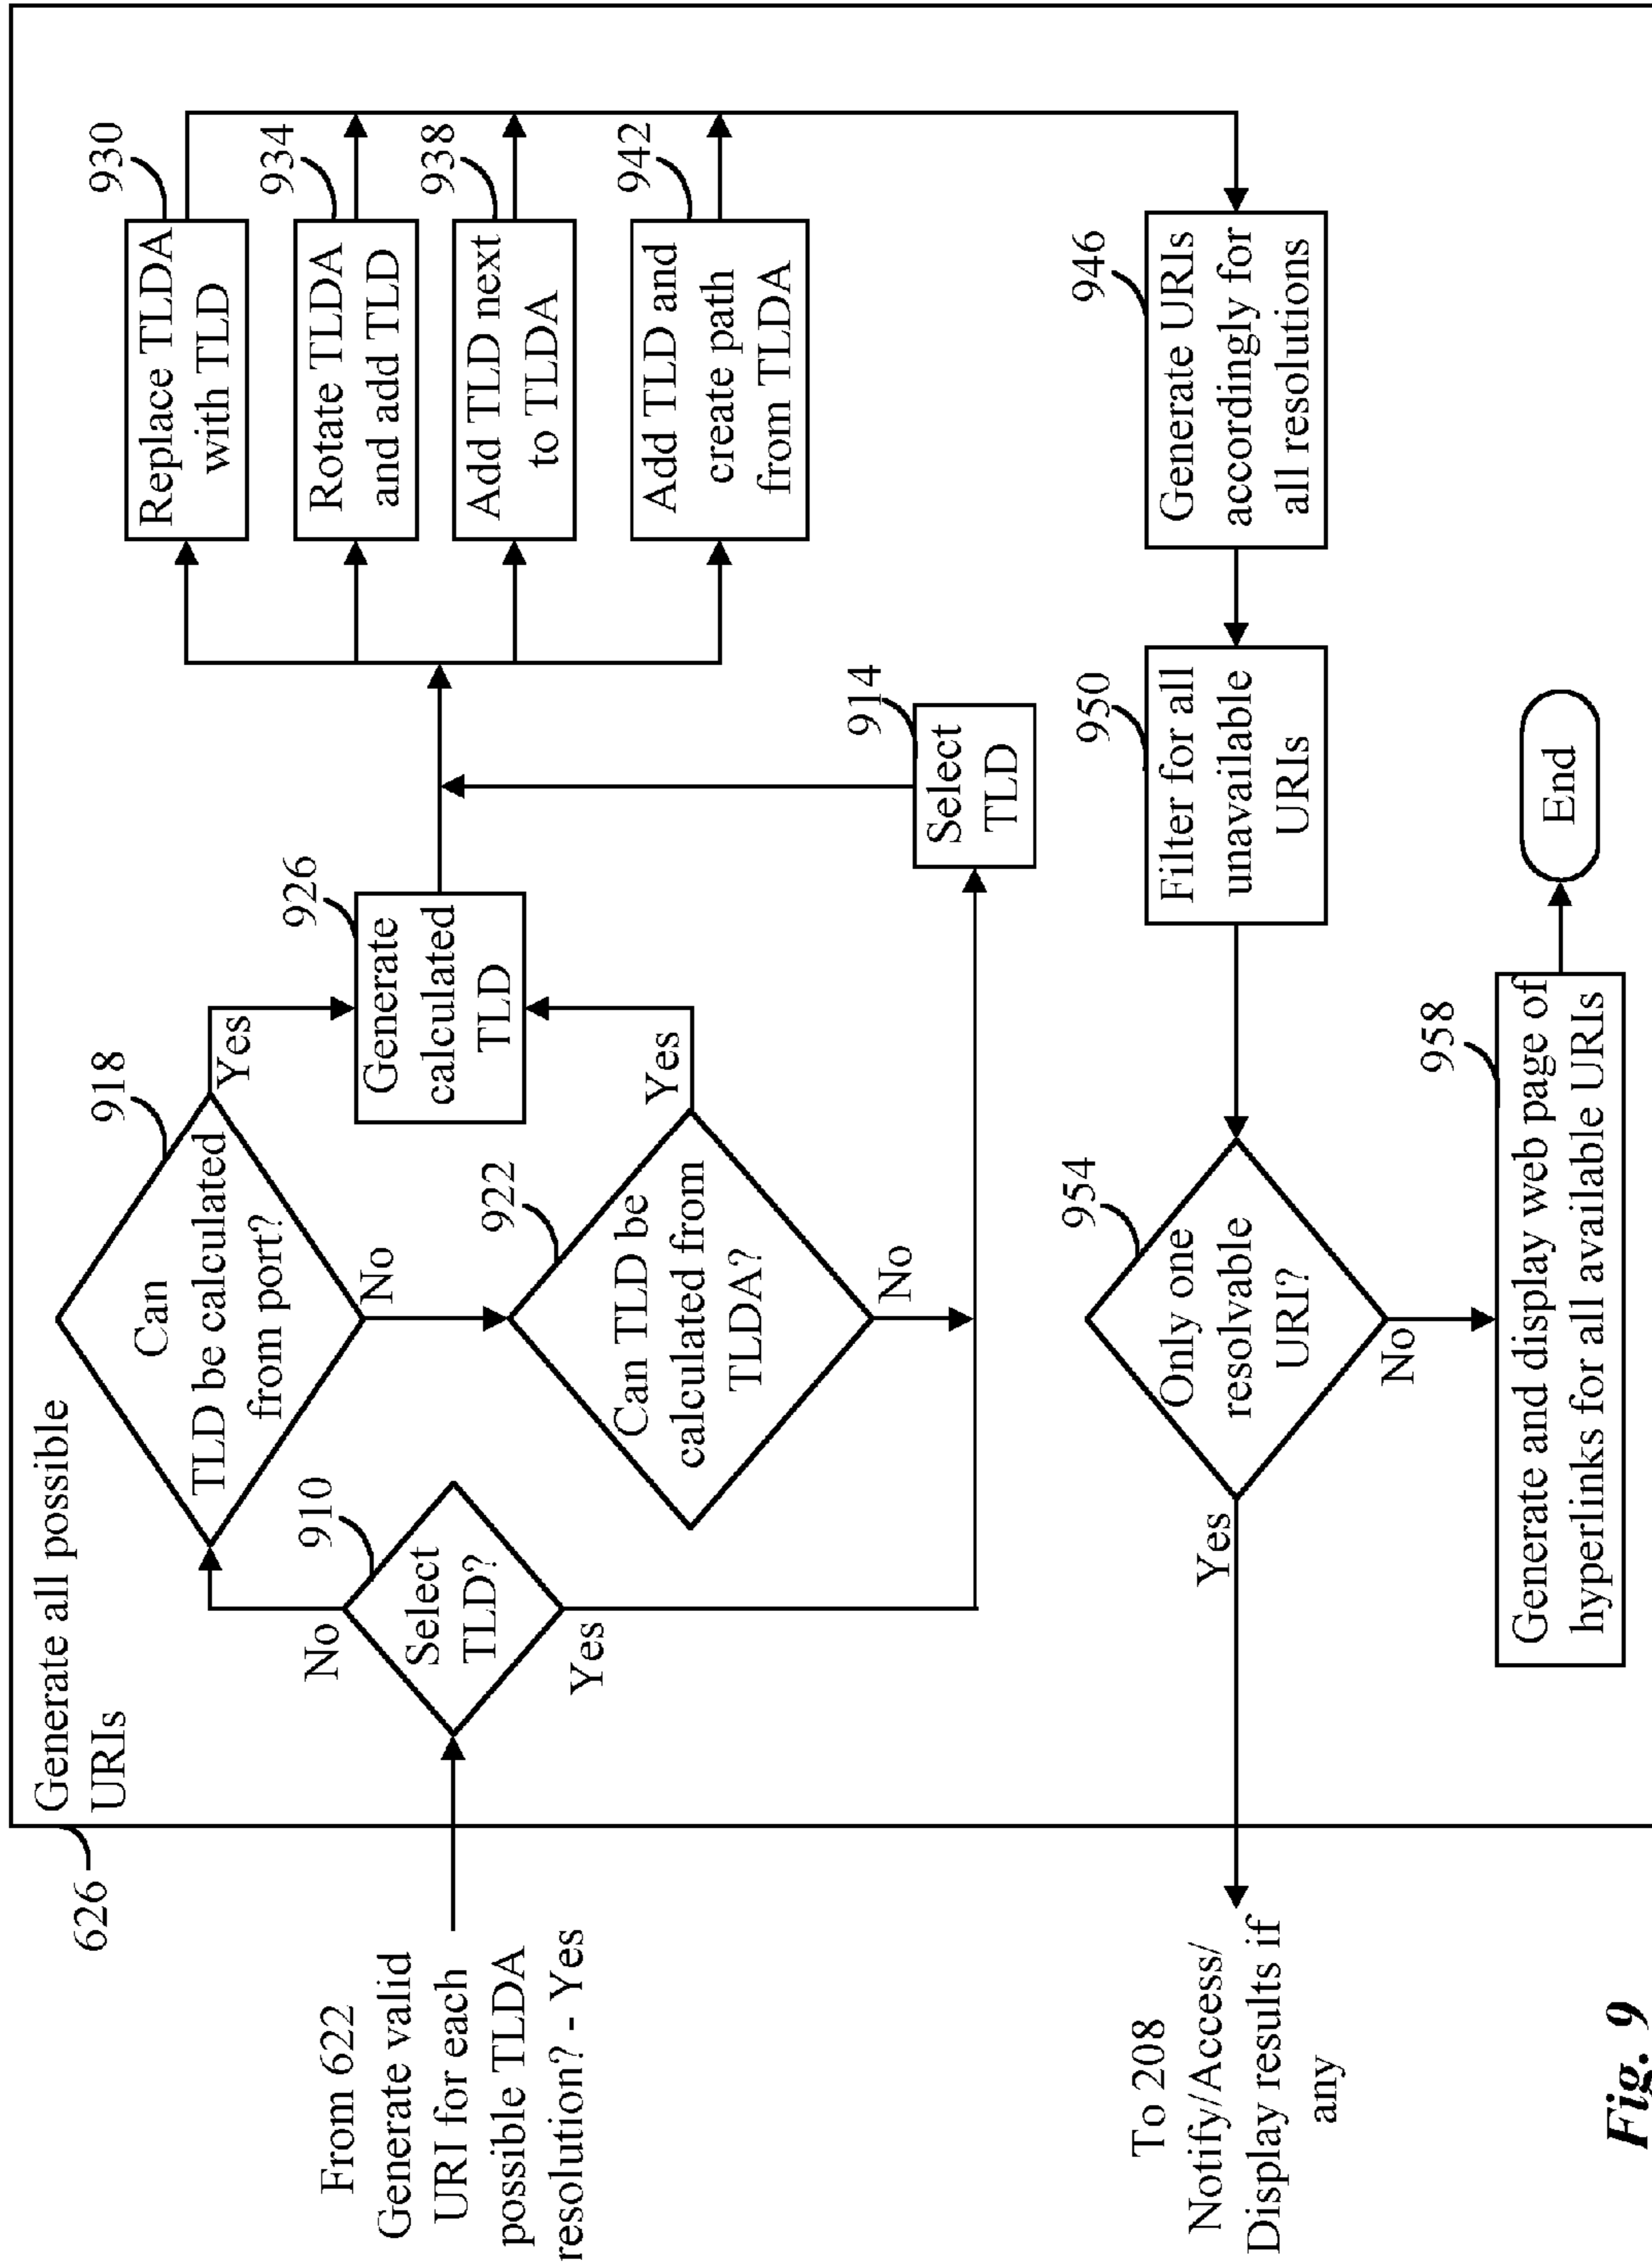 626
Generate all possible
URIs
From 622
Generate valid
URI for each
possible TLDA
resolution? - Yes
910
Select
TLD?
No
Yes
918
Can
TLD be calculated
from port?
Yes
No
922
Can TLD be
calculated from
TLDA?
Yes
No
926
Generate
calculated
TLD
914
Select
TLD
930
Replace TLDA
with TLD
934
Rotate TLDA
and add TLD
938
Add TLD next
to TLDA
942
Add TLD and
create path
from TLDA
946
Generate URIs
accordingly for
all resolutions
950
Filter for all
unavailable
URIs
954
Only one
resolvable
URI?
Yes
No
To 208
Notify/Access/
Display results if
any
958
Generate and display web page of
hyperlinks for all available URIs
End
Fig. 9